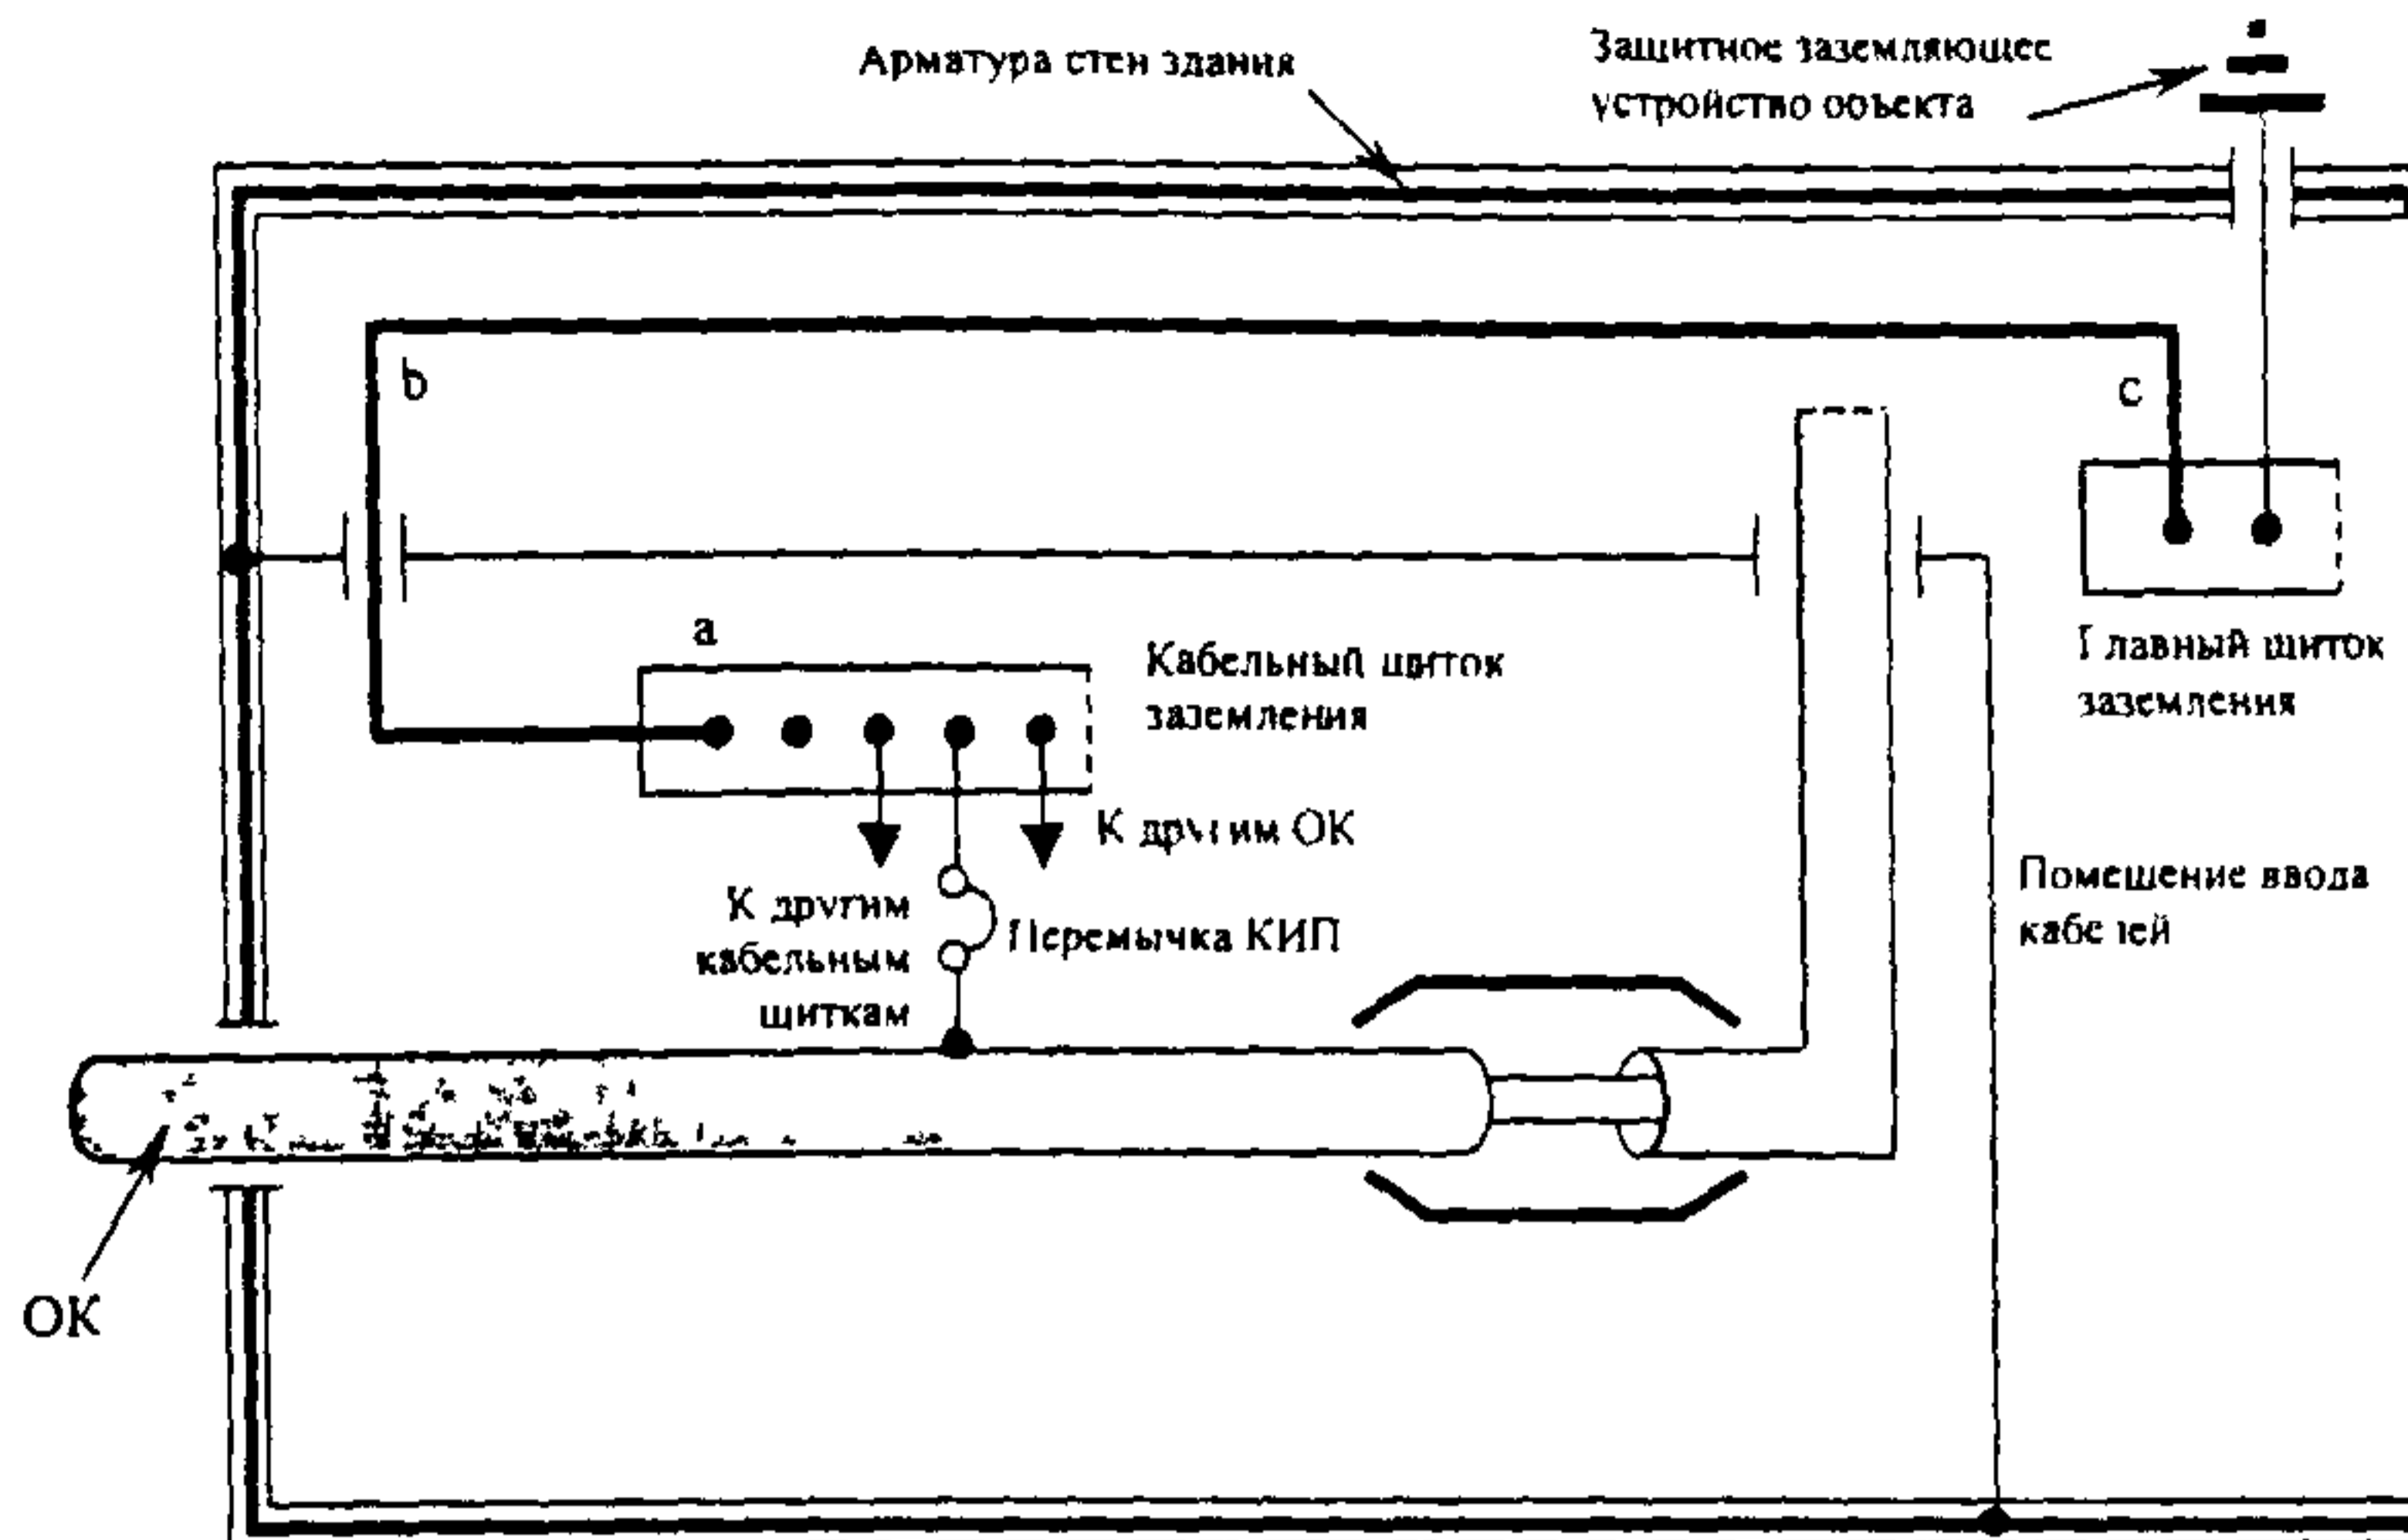 Арматура стен здания
Защитное заземляющее
устройство объекта
b
c
a
Кабельный щиток
заземления
Главный щиток
заземления
К другим ОК
К другим
кабельным
щиткам
Перемычка КИП
Помещение ввода
кабелей
ОК